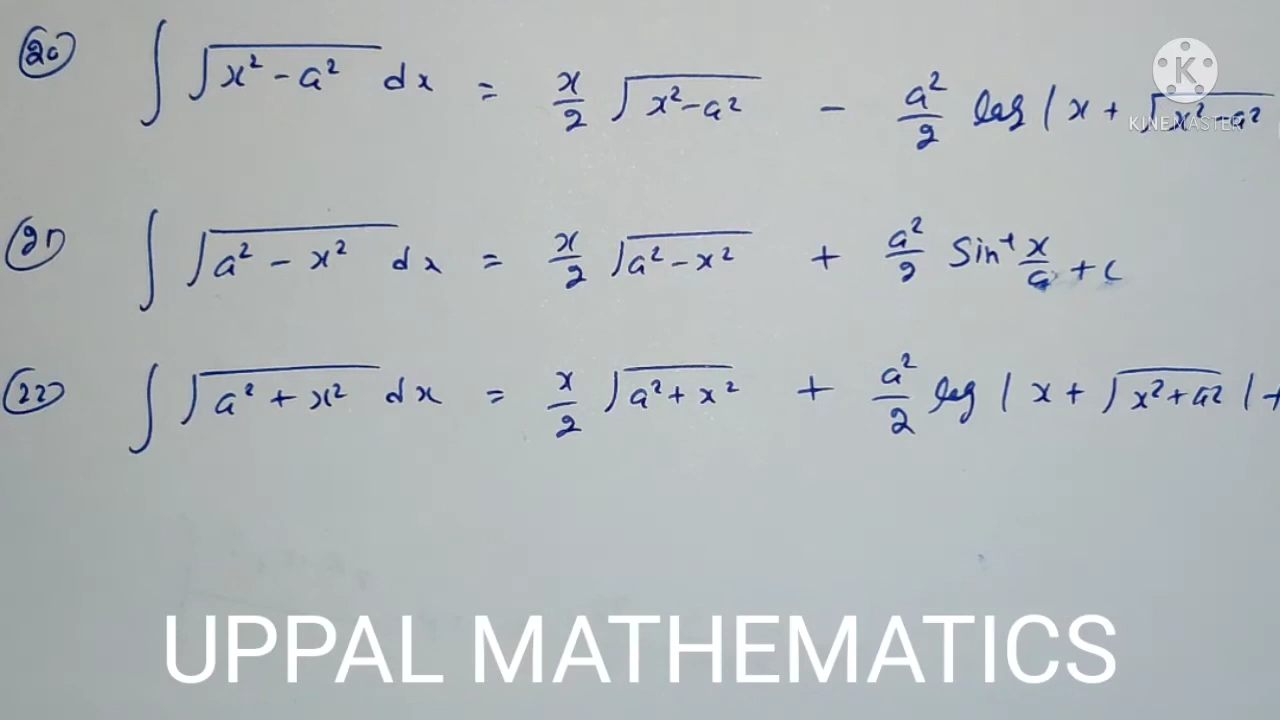 20 ∫ √(x² - a²) dx = x/2 √(x² - a²) - a²/2 log | x + √(x² - a²)
K
KINEMASTER
21 ∫ √(a² - x²) dx = x/2 √(a² - x²) + a²/2 Sin⁻¹ x/a + c
22 ∫ √(a² + x²) dx = x/2 √(a² + x²) + a²/2 log | x + √(x² + a²) | +
UPPAL MATHEMATICS